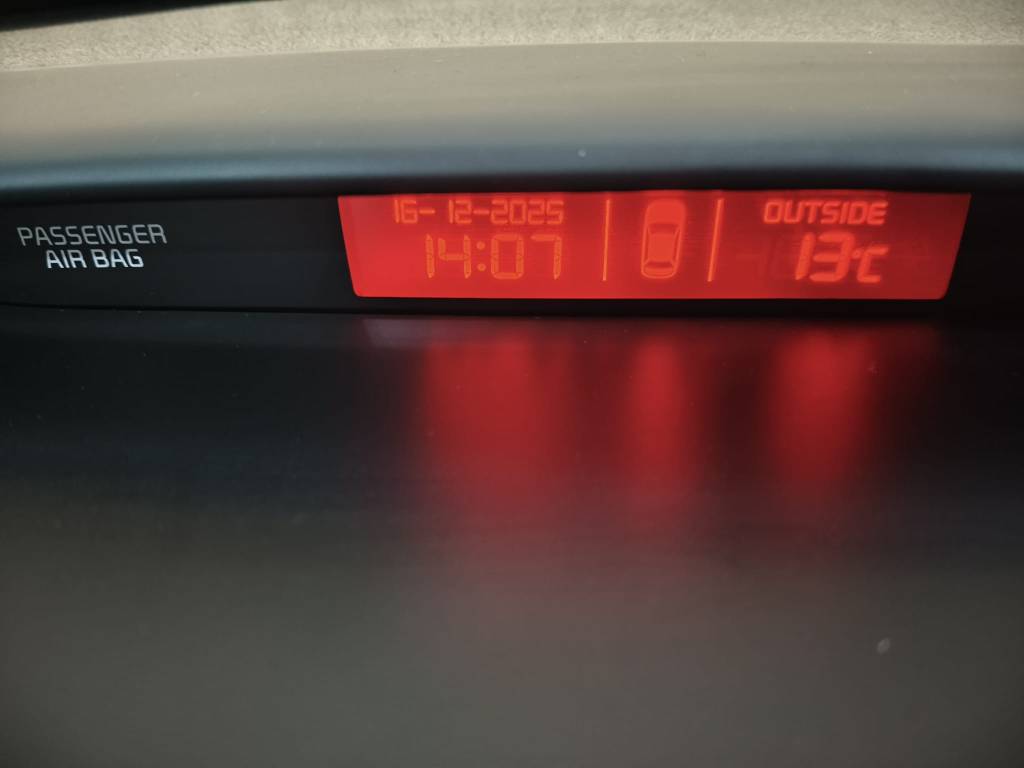 PASSENGER
AIR BAG
16-12-2025
14:07
OUTSIDE
13°C